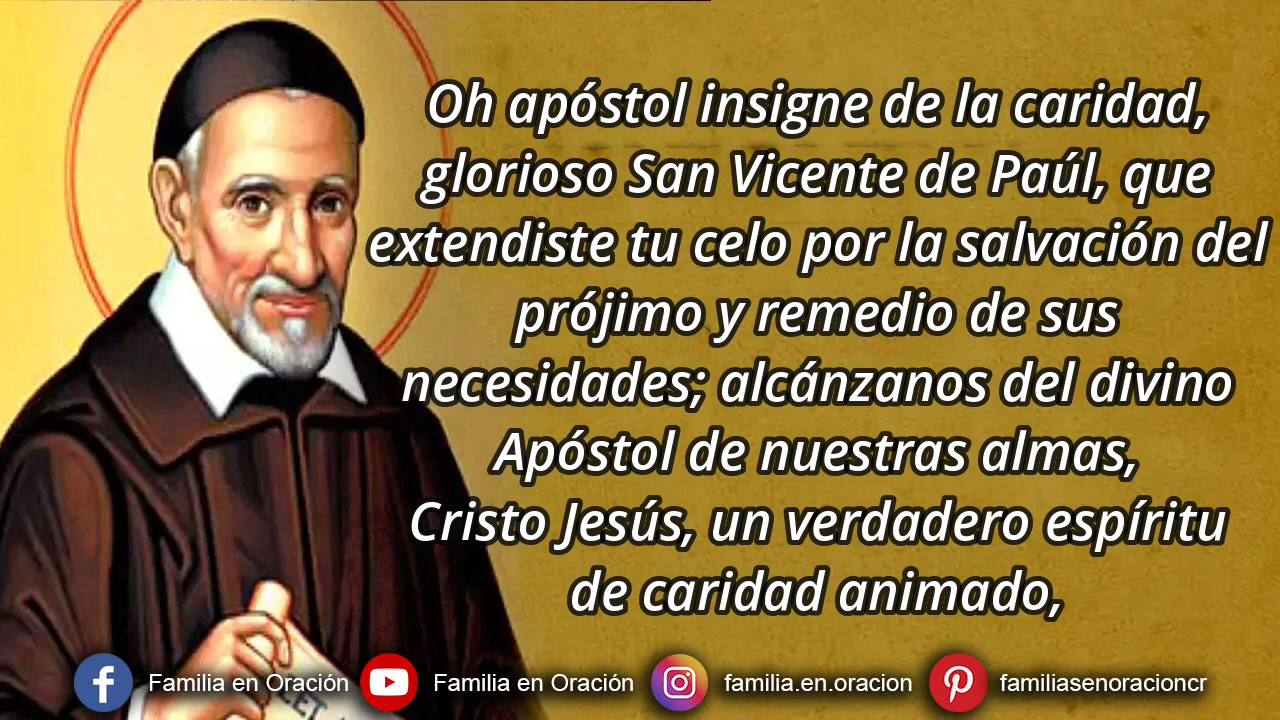 Oh apóstol insigne de la caridad,
glorioso San Vicente de Paúl, que
extendiste tu celo por la salvación del
prójimo y remedio de sus
necesidades; alcánzanos del divino
Apóstol de nuestras almas,
Cristo Jesús, un verdadero espíritu
de caridad animado,
Familia en Oración
Familia en Oración
familia.en.oracion
familiasenoracioncr